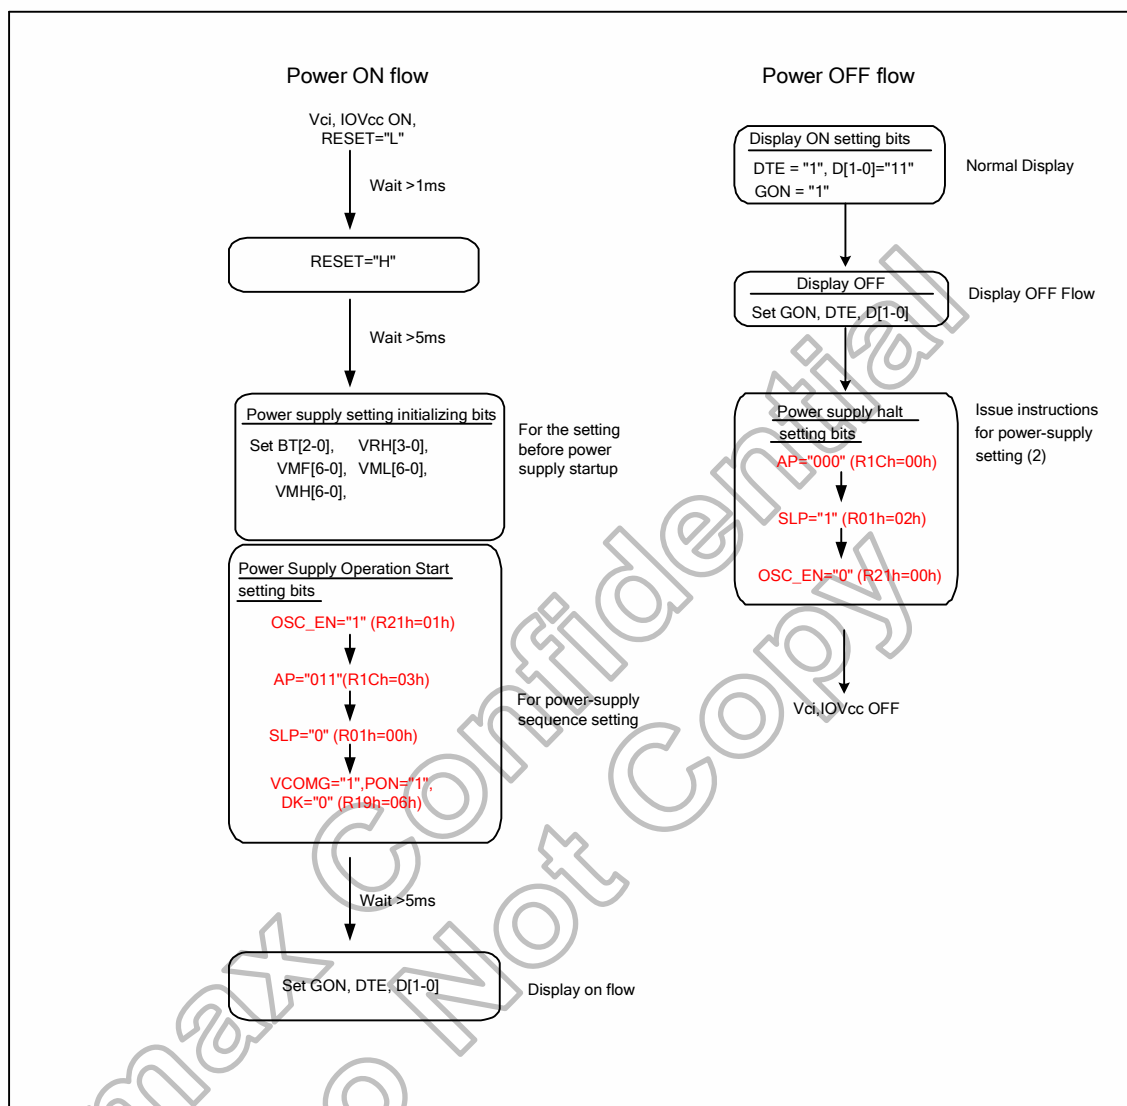 Power ON flow
Vci, IOVcc ON,
RESET="L"
Wait >1ms
RESET="H"
Wait >5ms
Power supply setting initializing bits
Set BT[2-0], VRH[3-0],
VMF[6-0], VML[6-0],
VMH[6-0],
For the setting
before power
supply startup
Power Supply Operation Start
setting bits
OSC_EN="1" (R21h=01h)
AP="011"(R1Ch=03h)
SLP="0" (R01h=00h)
VCOMG="1",PON="1",
DK="0" (R19h=06h)
For power-supply
sequence setting
Wait >5ms
Set GON, DTE, D[1-0]
Display on flow
Power OFF flow
Display ON setting bits
DTE = "1", D[1-0]="11"
GON = "1"
Normal Display
Display OFF
Set GON, DTE, D[1-0]
Display OFF Flow
Power supply halt
setting bits
AP="000" (R1Ch=00h)
SLP="1" (R01h=02h)
OSC_EN="0" (R21h=00h)
Issue instructions
for power-supply
setting (2)
Vci,IOVcc OFF
max Confidential
o Not Copy